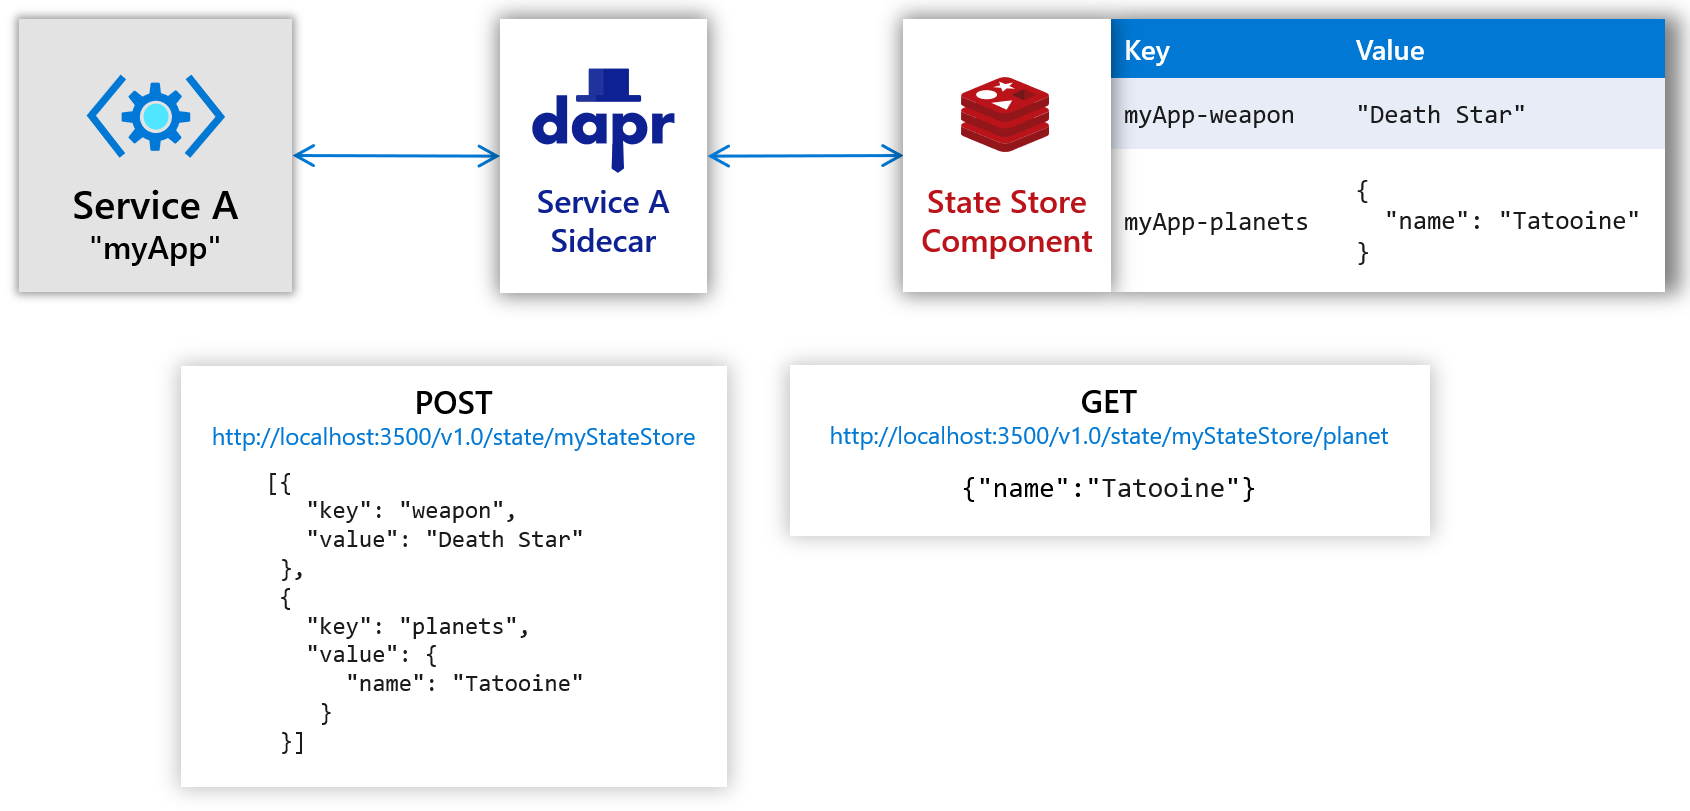 Service A
"myApp"
dapr
Service A
Sidecar
State Store
Component
Key Value
myApp-weapon "Death Star"
{
myApp-planets "name": "Tatooine"
}
POST
http://localhost:3500/v1.0/state/myStateStore
[{
"key": "weapon",
"value": "Death Star"
},
{
"key": "planets",
"value": {
"name": "Tatooine"
}
}]
GET
http://localhost:3500/v1.0/state/myStateStore/planet
{"name":"Tatooine"}